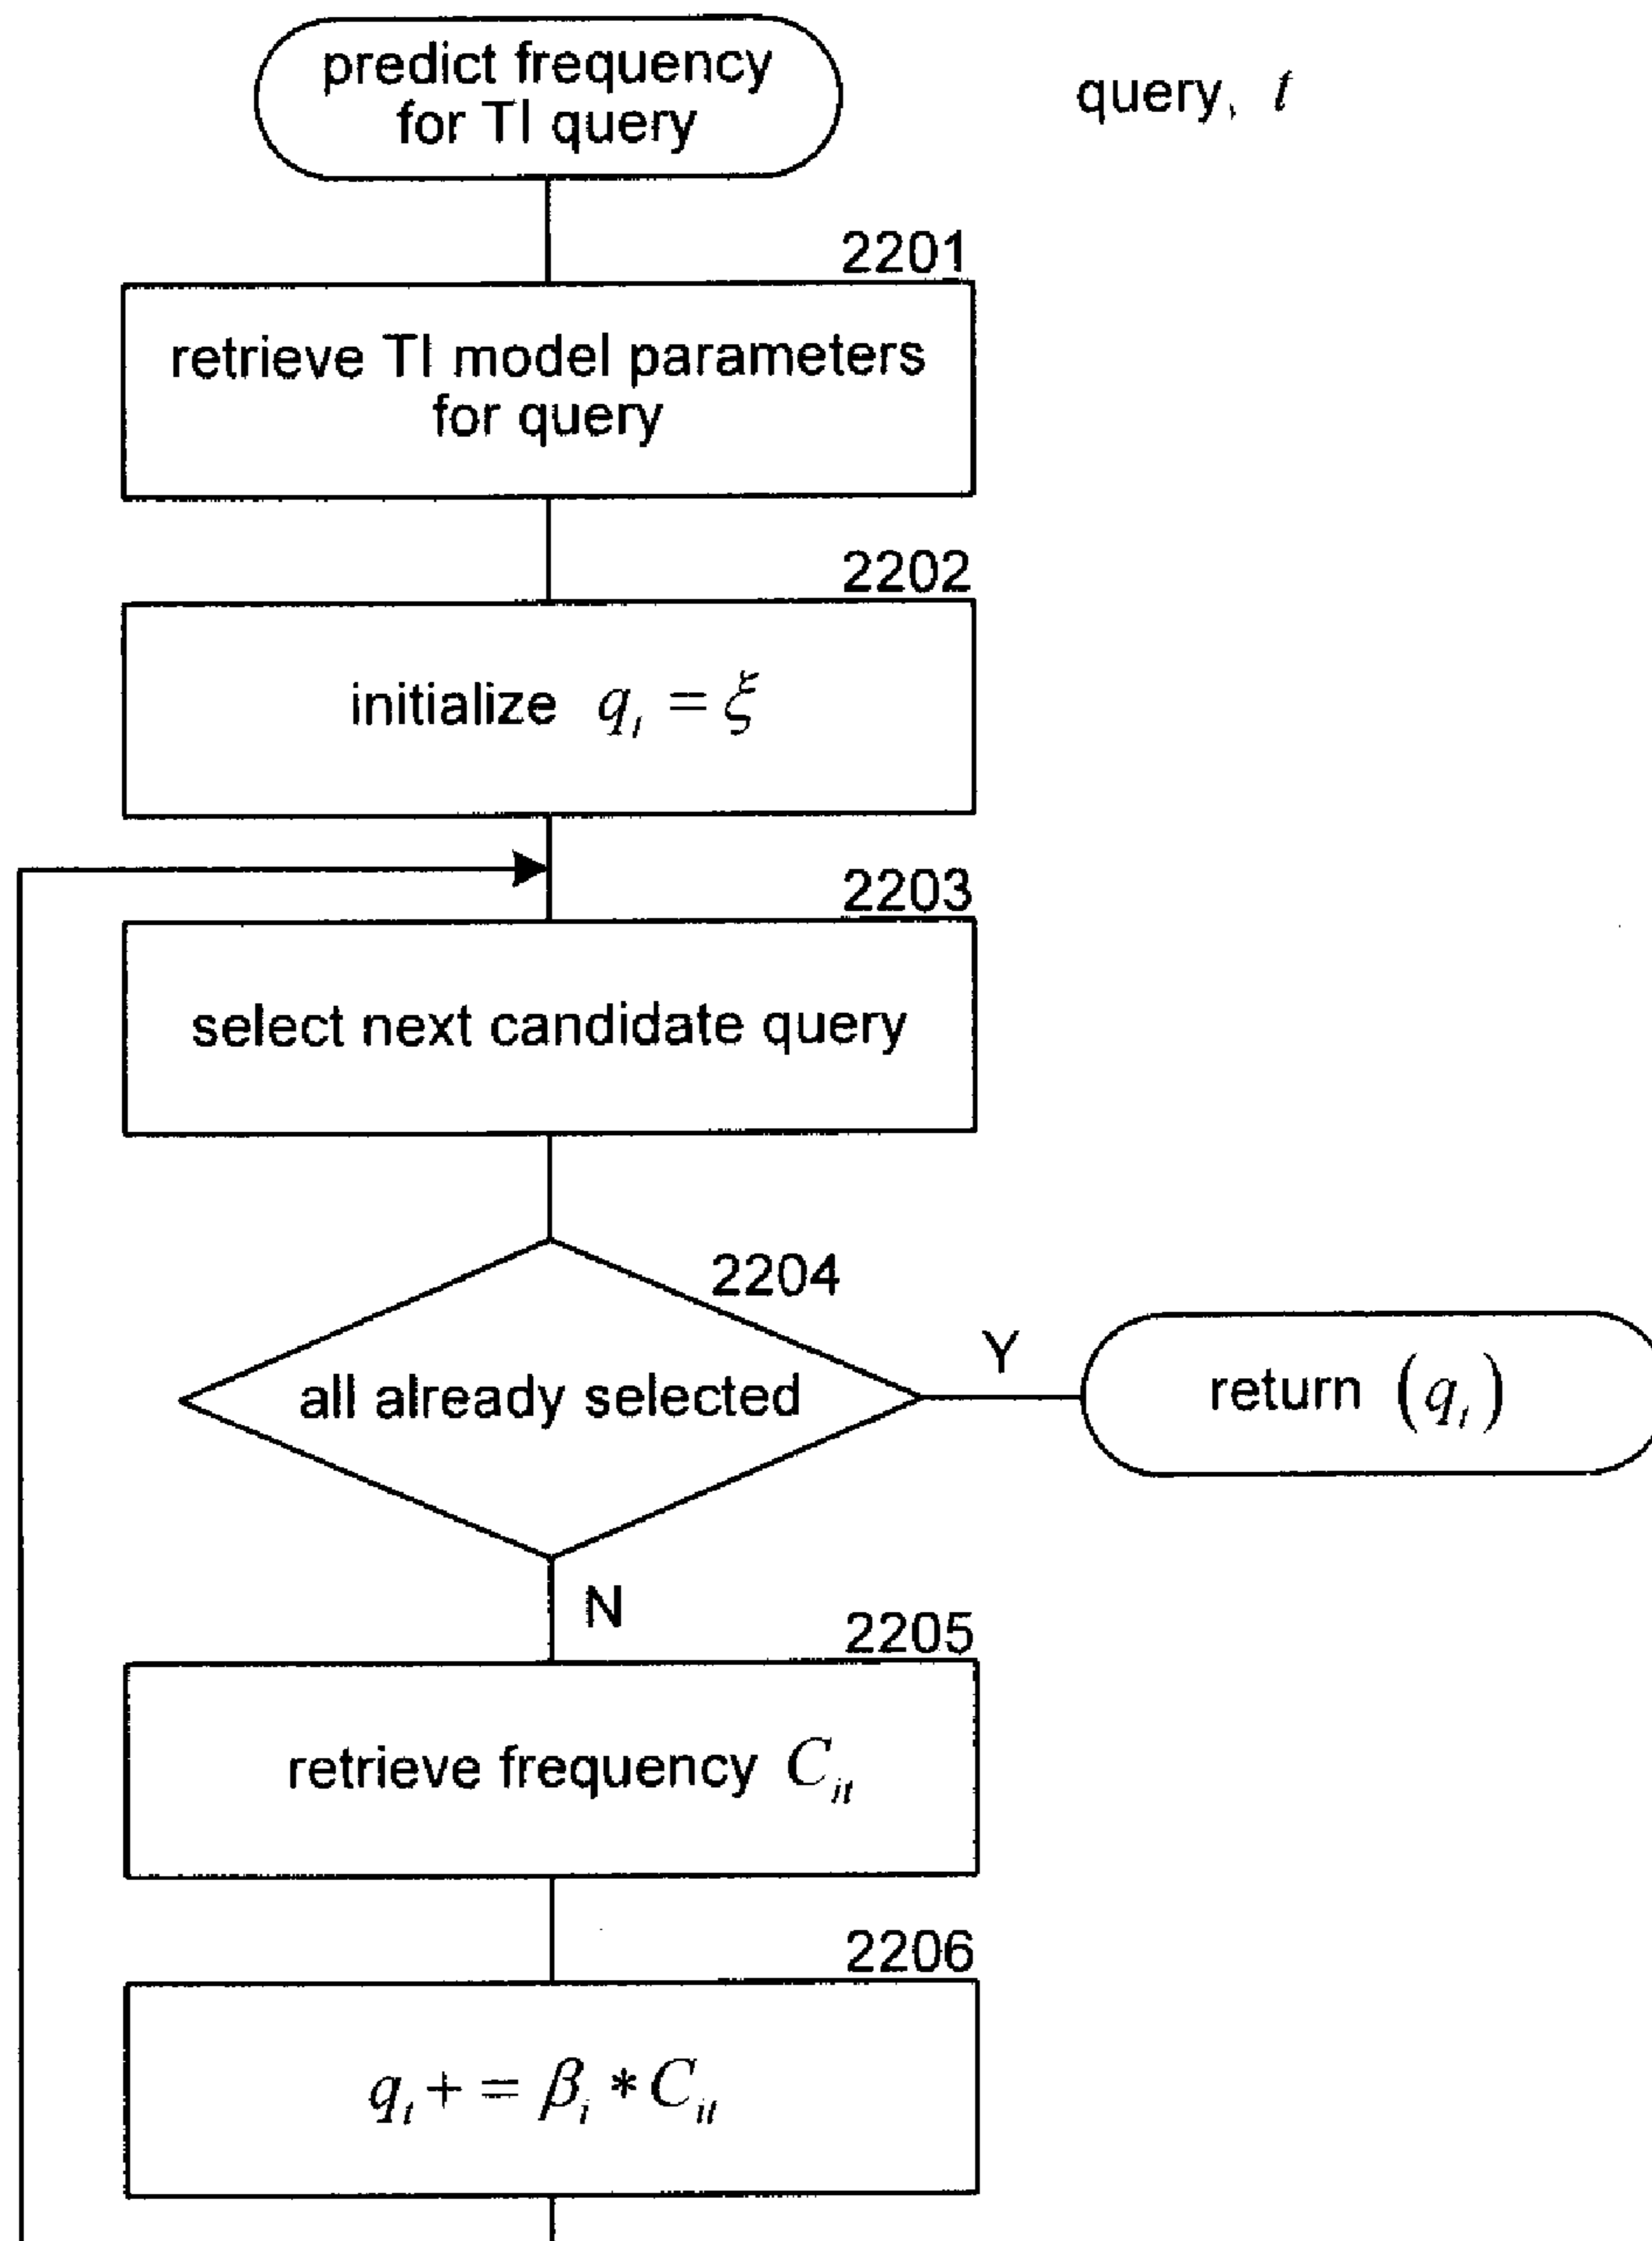 predict frequency
for TI query
query, t
2201
retrieve TI model parameters
for query
2202
initialize q_t = ξ
2203
select next candidate query
2204
all already selected
Y
return (q_t)
N
2205
retrieve frequency C_it
2206
q_t + = β_i * C_it